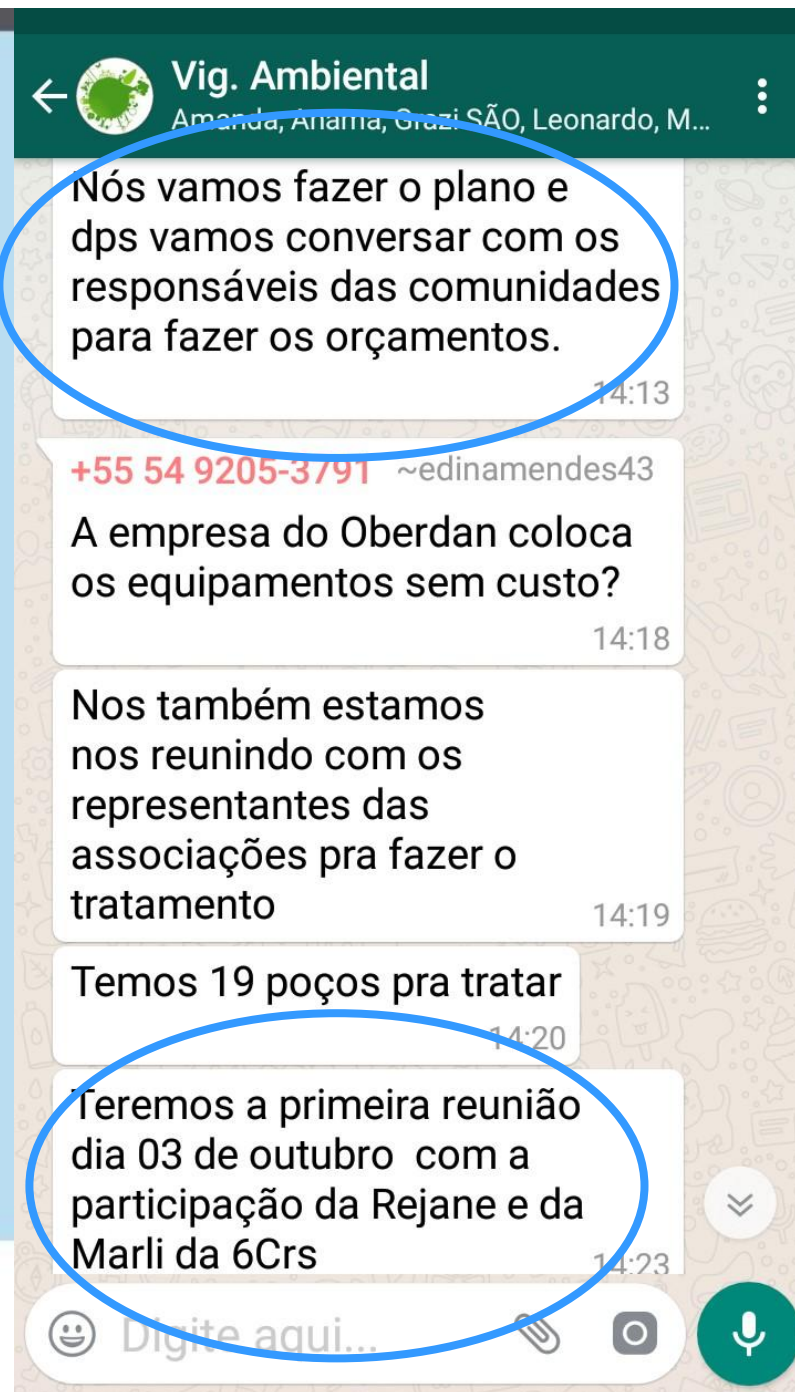 Vig. Ambiental
Amanda, Anama, Grazi SÃO, Leonardo, M...
Nós vamos fazer o plano e
dps vamos conversar com os
responsáveis das comunidades
para fazer os orçamentos.
14:13
+55 54 9205-3791 ~edinamendes43
A empresa do Oberdan coloca
os equipamentos sem custo?
14:18
Nos também estamos
nos reunindo com os
representantes das
associações pra fazer o
tratamento
14:19
Temos 19 poços pra tratar
14:20
Teremos a primeira reunião
dia 03 de outubro com a
participação da Rejane e da
Marli da 6Crs
14:23
Digite aqui...